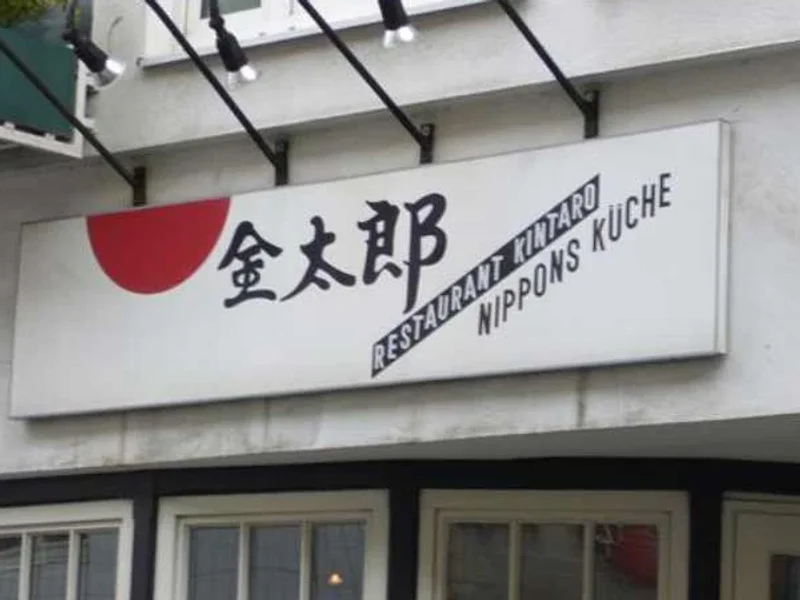 金太郎
RESTAURANT KINTARO
NIPPONS KÜCHE